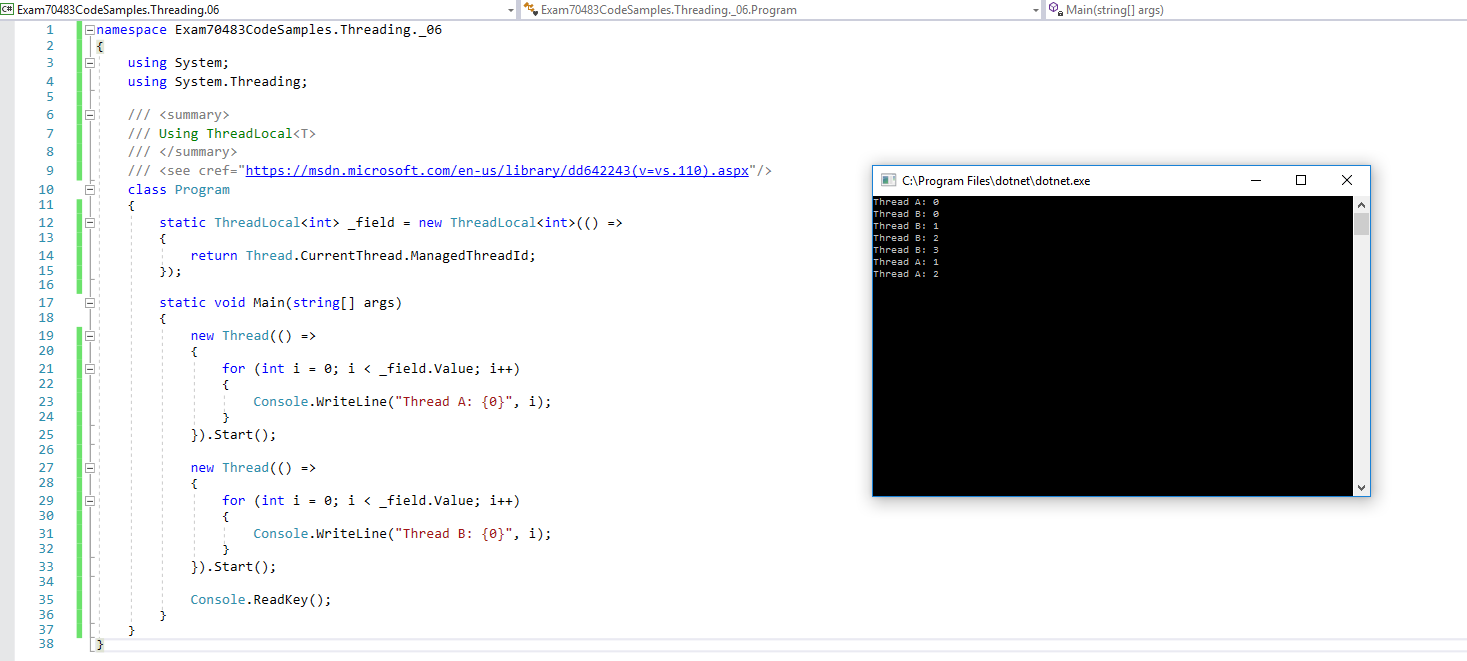 C# Exam70483CodeSamples.Threading.06 Exam70483CodeSamples.Threading._06.Program Main(string[] args)
1 namespace Exam70483CodeSamples.Threading._06
2 {
3 using System;
4 using System.Threading;
5
6 /// <summary>
7 /// Using ThreadLocal<T>
8 /// </summary>
9 /// <see cref="https://msdn.microsoft.com/en-us/library/dd642243(v=vs.110).aspx"/>
10 class Program
11 {
12 static ThreadLocal<int> _field = new ThreadLocal<int>(() =>
13 {
14 return Thread.CurrentThread.ManagedThreadId;
15 });
16
17 static void Main(string[] args)
18 {
19 new Thread(() =>
20 {
21 for (int i = 0; i < _field.Value; i++)
22 {
23 Console.WriteLine("Thread A: {0}", i);
24 }
25 }).Start();
26
27 new Thread(() =>
28 {
29 for (int i = 0; i < _field.Value; i++)
30 {
31 Console.WriteLine("Thread B: {0}", i);
32 }
33 }).Start();
34
35 Console.ReadKey();
36 }
37 }
38 }
C:\Program Files\dotnet\dotnet.exe
Thread A: 0
Thread B: 0
Thread B: 1
Thread B: 2
Thread B: 3
Thread A: 1
Thread A: 2